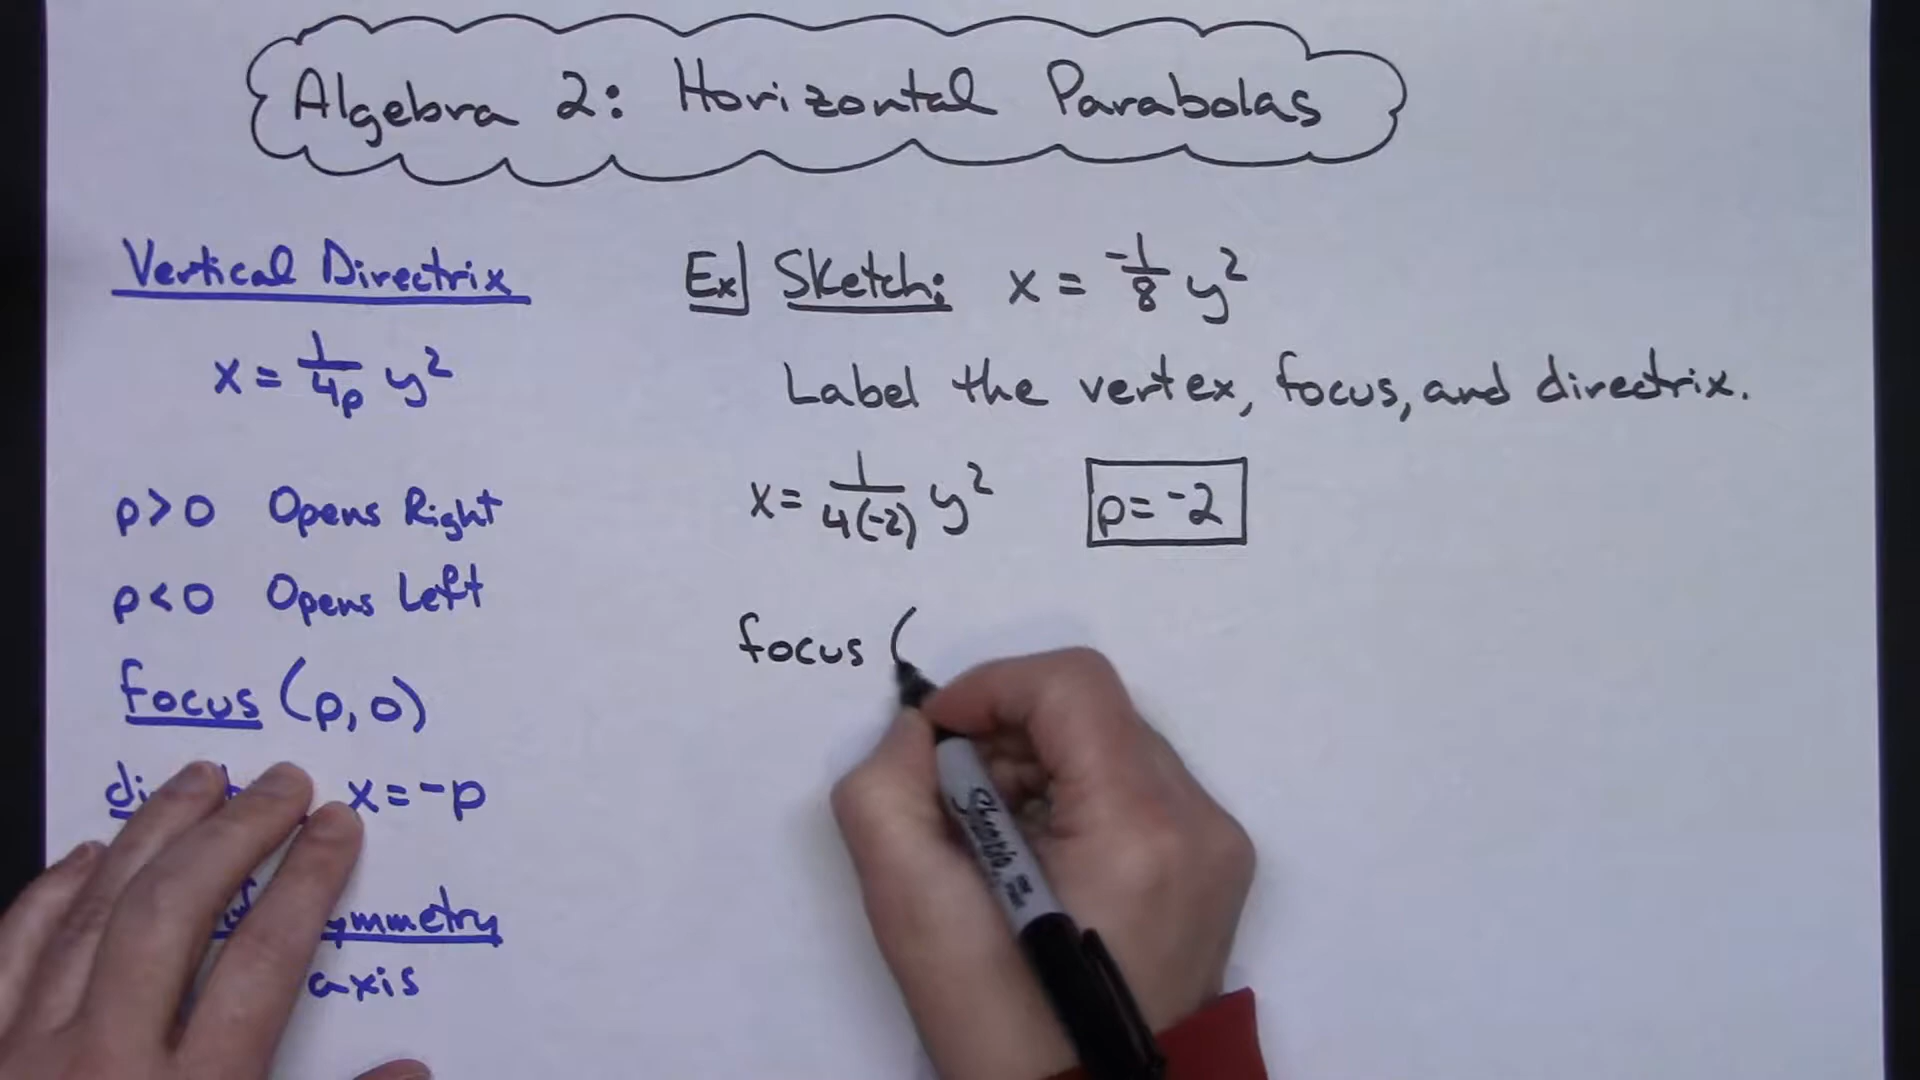 Algebra 2: Horizontal Parabolas
Vertical Directrix
x = 1/4p y²
p>0 Opens Right
p<0 Opens Left
focus (p,0)
x=-p
axis
Ex Sketch: x = -1/8 y²
Label the vertex, focus, and directrix.
x = 1/4(-2) y² p=-2
focus (
Sharpie